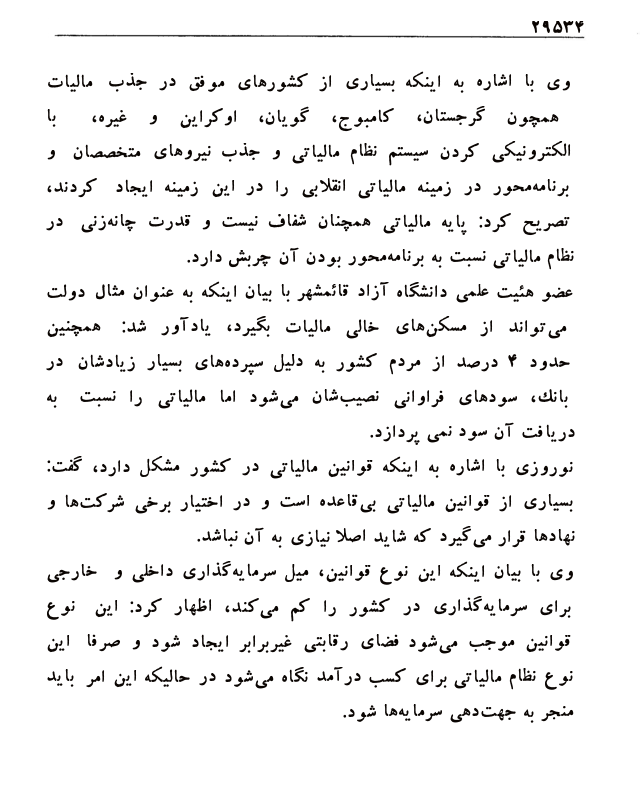 ۲۹۵۳۴
وی با اشاره به اینکه بسیاری از کشورهای موفق در جذب مالیات
همچون گرجستان، کامبوج، گویان، اوکراین و غیره، با
الکترونیکی کردن سیستم نظام مالیاتی و جذب نیروهای متخصصان و
برنامه‌محور در زمینه مالیاتی انقلابی را در این زمینه ایجاد کردند،
تصریح کرد: پایه مالیاتی همچنان شفاف نیست و قدرت چانه‌زنی در
نظام مالیاتی نسبت به برنامه‌محور بودن آن چربش دارد.
عضو هئیت علمی دانشگاه آزاد قائمشهر با بیان اینکه به عنوان مثال دولت
می‌تواند از مسکن‌های خالی مالیات بگیرد، یادآور شد: همچنین
حدود ۴ درصد از مردم کشور به دلیل سپرده‌های بسیار زیادشان در
بانك، سودهای فراوانی نصیب‌شان می‌شود اما مالیاتی را نسبت به
دریافت آن سود نمی پردازد.
نوروزی با اشاره به اینکه قوانین مالیاتی در کشور مشکل دارد، گفت:
بسیاری از قوانین مالیاتی بی‌قاعده است و در اختیار برخی شرکت‌ها و
نهادها قرار می‌گیرد که شاید اصلا نیازی به آن نباشد.
وی با بیان اینکه این نوع قوانین، میل سرمایه‌گذاری داخلی و خارجی
برای سرمایه‌گذاری در کشور را کم می‌کند، اظهار کرد: این نوع
قوانین موجب می‌شود فضای رقابتی غیربرابر ایجاد شود و صرفا این
نوع نظام مالیاتی برای کسب درآمد نگاه می‌شود در حالیکه این امر باید
منجر به جهت‌دهی سرمایه‌ها شود.